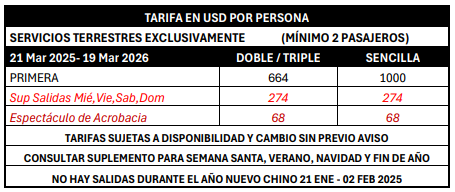 TARIFA EN USD POR PERSONA
SERVICIOS TERRESTRES EXCLUSIVAMENTE (MÍNIMO 2 PASAJEROS)
21 Mar 2025- 19 Mar 2026 DOBLE / TRIPLE SENCILLA
PRIMERA 664 1000
Sup Salidas Mié,Vie,Sab,Dom 274 274
Espectáculo de Acrobacia 68 68
TARIFAS SUJETAS A DISPONIBILIDAD Y CAMBIO SIN PREVIO AVISO
CONSULTAR SUPLEMENTO PARA SEMANA SANTA, VERANO, NAVIDAD Y FIN DE AÑO
NO HAY SALIDAS DURANTE EL AÑO NUEVO CHINO 21 ENE - 02 FEB 2025